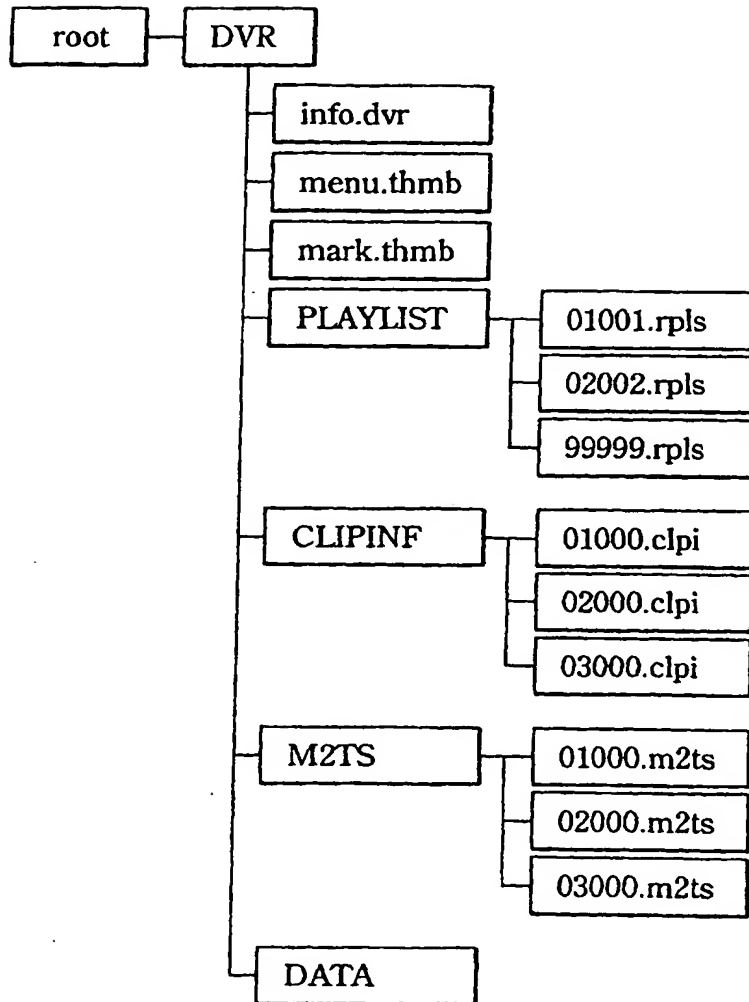 root
DVR
info.dvr
menu.thmb
mark.thmb
PLAYLIST
01001.rpls
02002.rpls
99999.rpls
CLIPINF
01000.clpi
02000.clpi
03000.clpi
M2TS
01000.m2ts
02000.m2ts
03000.m2ts
DATA